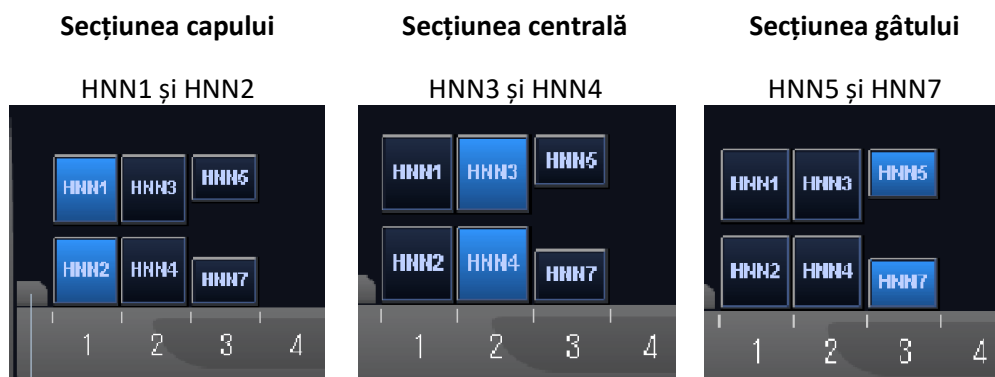 Secțiunea capului
Secțiunea centrală
Secțiunea gâtului
HNN1 și HNN2
HNN3 și HNN4
HNN5 și HNN7
HNN1 HNN3 HNN5
HNN2 HNN4 HNN7
1 2 3 4
HNN1 HNN3 HNN5
HNN2 HNN4 HNN7
1 2 3 4
HNN1 HNN3 HNN5
HNN2 HNN4 HNN7
1 2 3 4